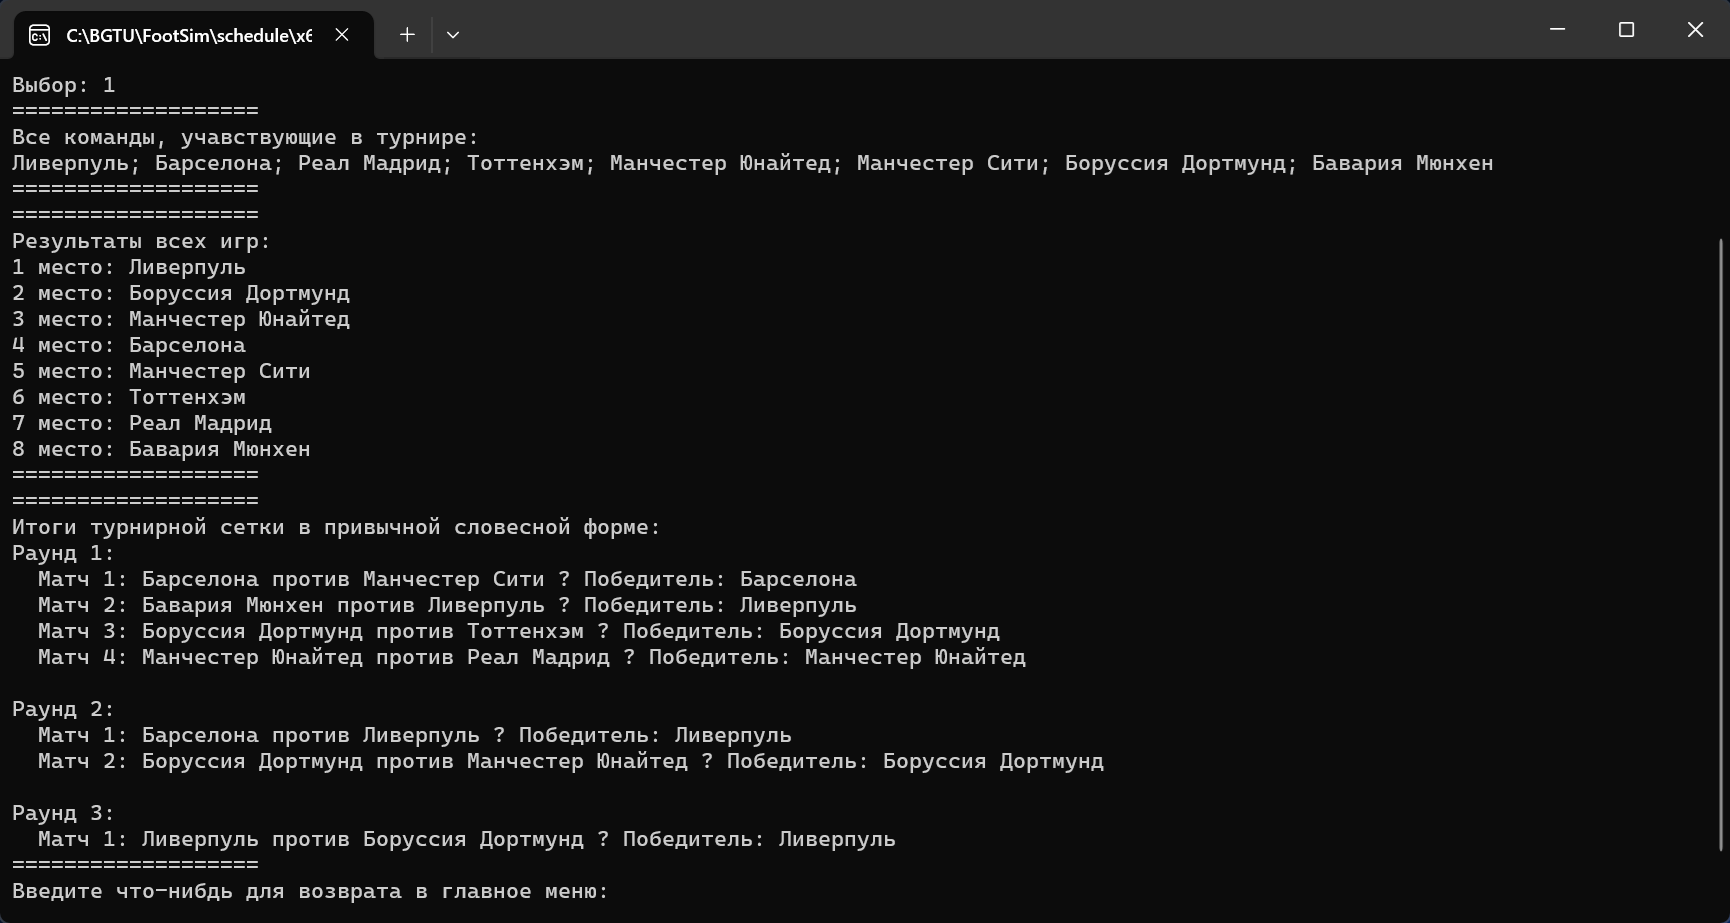 C:\BGTU\FootSim\schedule\x6
Выбор: 1
===================
Все команды, учавствующие в турнире:
Ливерпуль; Барселона; Реал Мадрид; Тоттенхэм; Манчестер Юнайтед; Манчестер Сити; Боруссия Дортмунд; Бавария Мюнхен
===================
===================
Результаты всех игр:
1 место: Ливерпуль
2 место: Боруссия Дортмунд
3 место: Манчестер Юнайтед
4 место: Барселона
5 место: Манчестер Сити
6 место: Тоттенхэм
7 место: Реал Мадрид
8 место: Бавария Мюнхен
===================
===================
Итоги турнирной сетки в привычной словесной форме:
Раунд 1:
  Матч 1: Барселона против Манчестер Сити ? Победитель: Барселона
  Матч 2: Бавария Мюнхен против Ливерпуль ? Победитель: Ливерпуль
  Матч 3: Боруссия Дортмунд против Тоттенхэм ? Победитель: Боруссия Дортмунд
  Матч 4: Манчестер Юнайтед против Реал Мадрид ? Победитель: Манчестер Юнайтед
Раунд 2:
  Матч 1: Барселона против Ливерпуль ? Победитель: Ливерпуль
  Матч 2: Боруссия Дортмунд против Манчестер Юнайтед ? Победитель: Боруссия Дортмунд
Раунд 3:
  Матч 1: Ливерпуль против Боруссия Дортмунд ? Победитель: Ливерпуль
===================
Введите что-нибдь для возврата в главное меню: